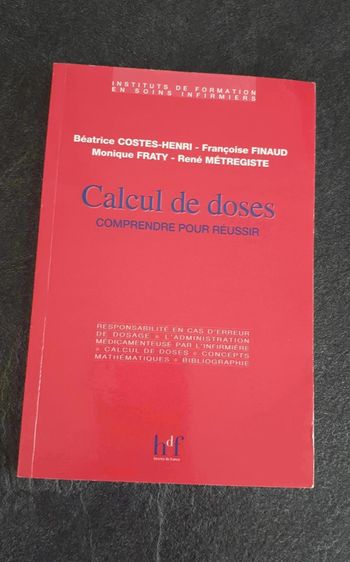 INSTITUTS DE FORMATION
EN SOINS INFIRMIERS
Béatrice COSTES-HENRI - Françoise FINAUD
Monique FRATY - René MÉTREGISTE
Calcul de doses
COMPRENDRE POUR RÉUSSIR
RESPONSABILITÉ EN CAS D'ERREUR
DE DOSAGE * L'ADMINISTRATION
MÉDICAMENTEUSE PAR L'INFIRMIÈRE
* CALCUL DE DOSES * CONCEPTS
MATHÉMATIQUES * BIBLIOGRAPHIE
hdf